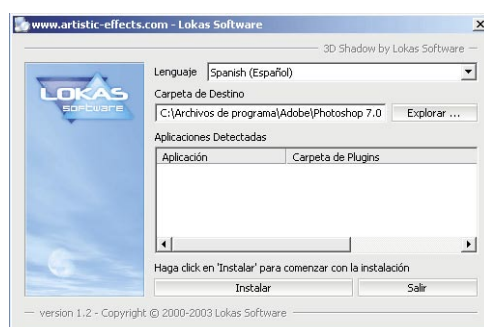 www.artistic-effects.com - Lokas Software
3D Shadow by Lokas Software
LOKAS
software
Lenguaje Spanish (Español)
Carpeta de Destino
C:\Archivos de programa\Adobe\Photoshop 7.0 Explorar ...
Aplicaciones Detectadas
Aplicación Carpeta de Plugins
Haga click en 'Instalar' para comenzar con la instalación
Instalar Salir
version 1.2 - Copyright © 2000-2003 Lokas Software